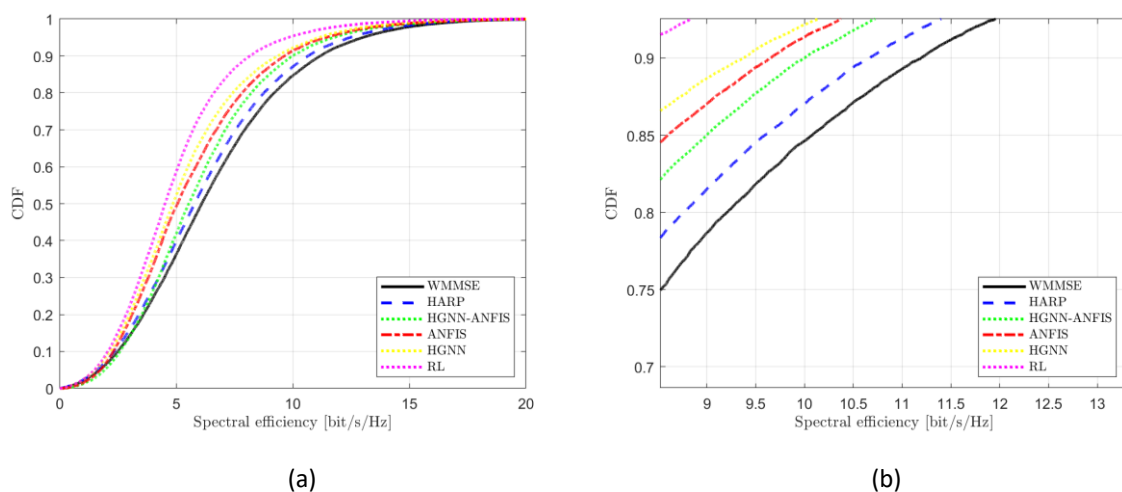 1
0.9
0.8
0.7
0.6
0.5
0.4
0.3
0.2
0.1
0
CDF
0
5
10
15
20
Spectral efficiency [bit/s/Hz]
WMMSE
HARP
HGNN-ANFIS
ANFIS
HGNN
RL
(a)
0.9
0.85
0.8
0.75
0.7
CDF
9
9.5
10
10.5
11
11.5
12
12.5
13
Spectral efficiency [bit/s/Hz]
WMMSE
HARP
HGNN-ANFIS
ANFIS
HGNN
RL
(b)